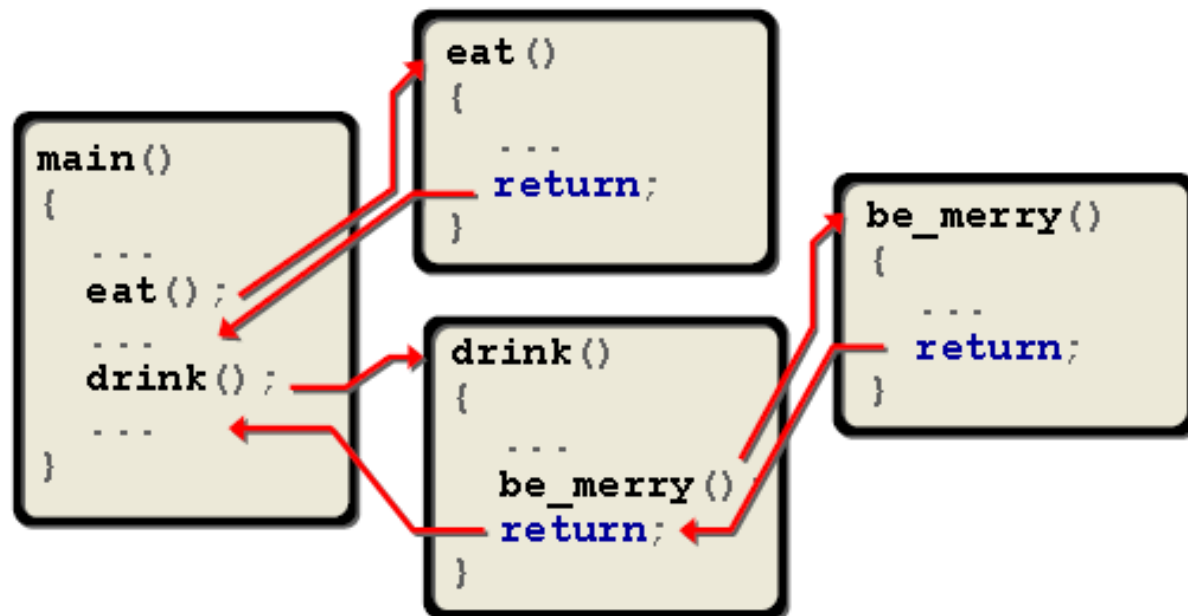 main()
{
...
eat();
...
drink();
...
}
eat()
{
...
return;
}
drink()
{
...
be_merry()
return;
}
be_merry()
{
...
return;
}